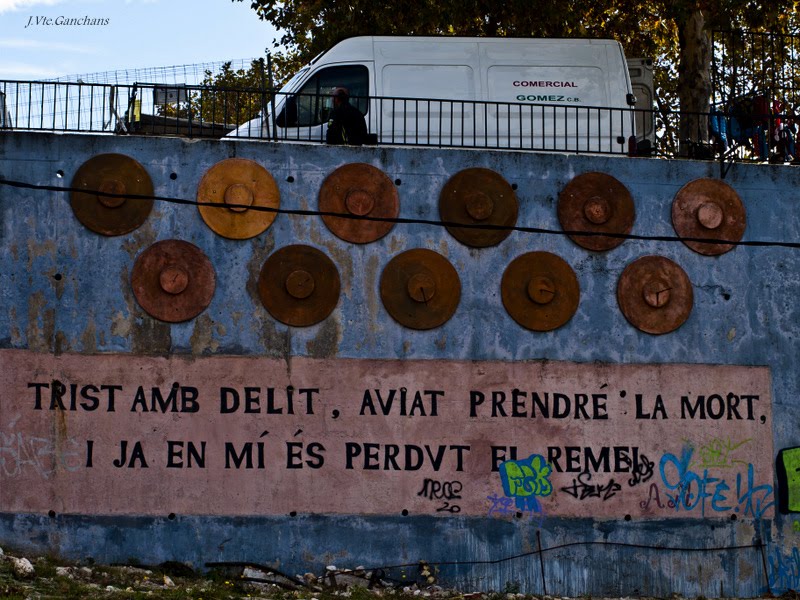 J.Vte.Ganchans
COMERCIAL
GOMEZ C.B.
TRIST AMB DELIT, AVIAT PRENDRÉ LA MORT,
I JA EN MÍ ÉS PERDVT EL REMEI